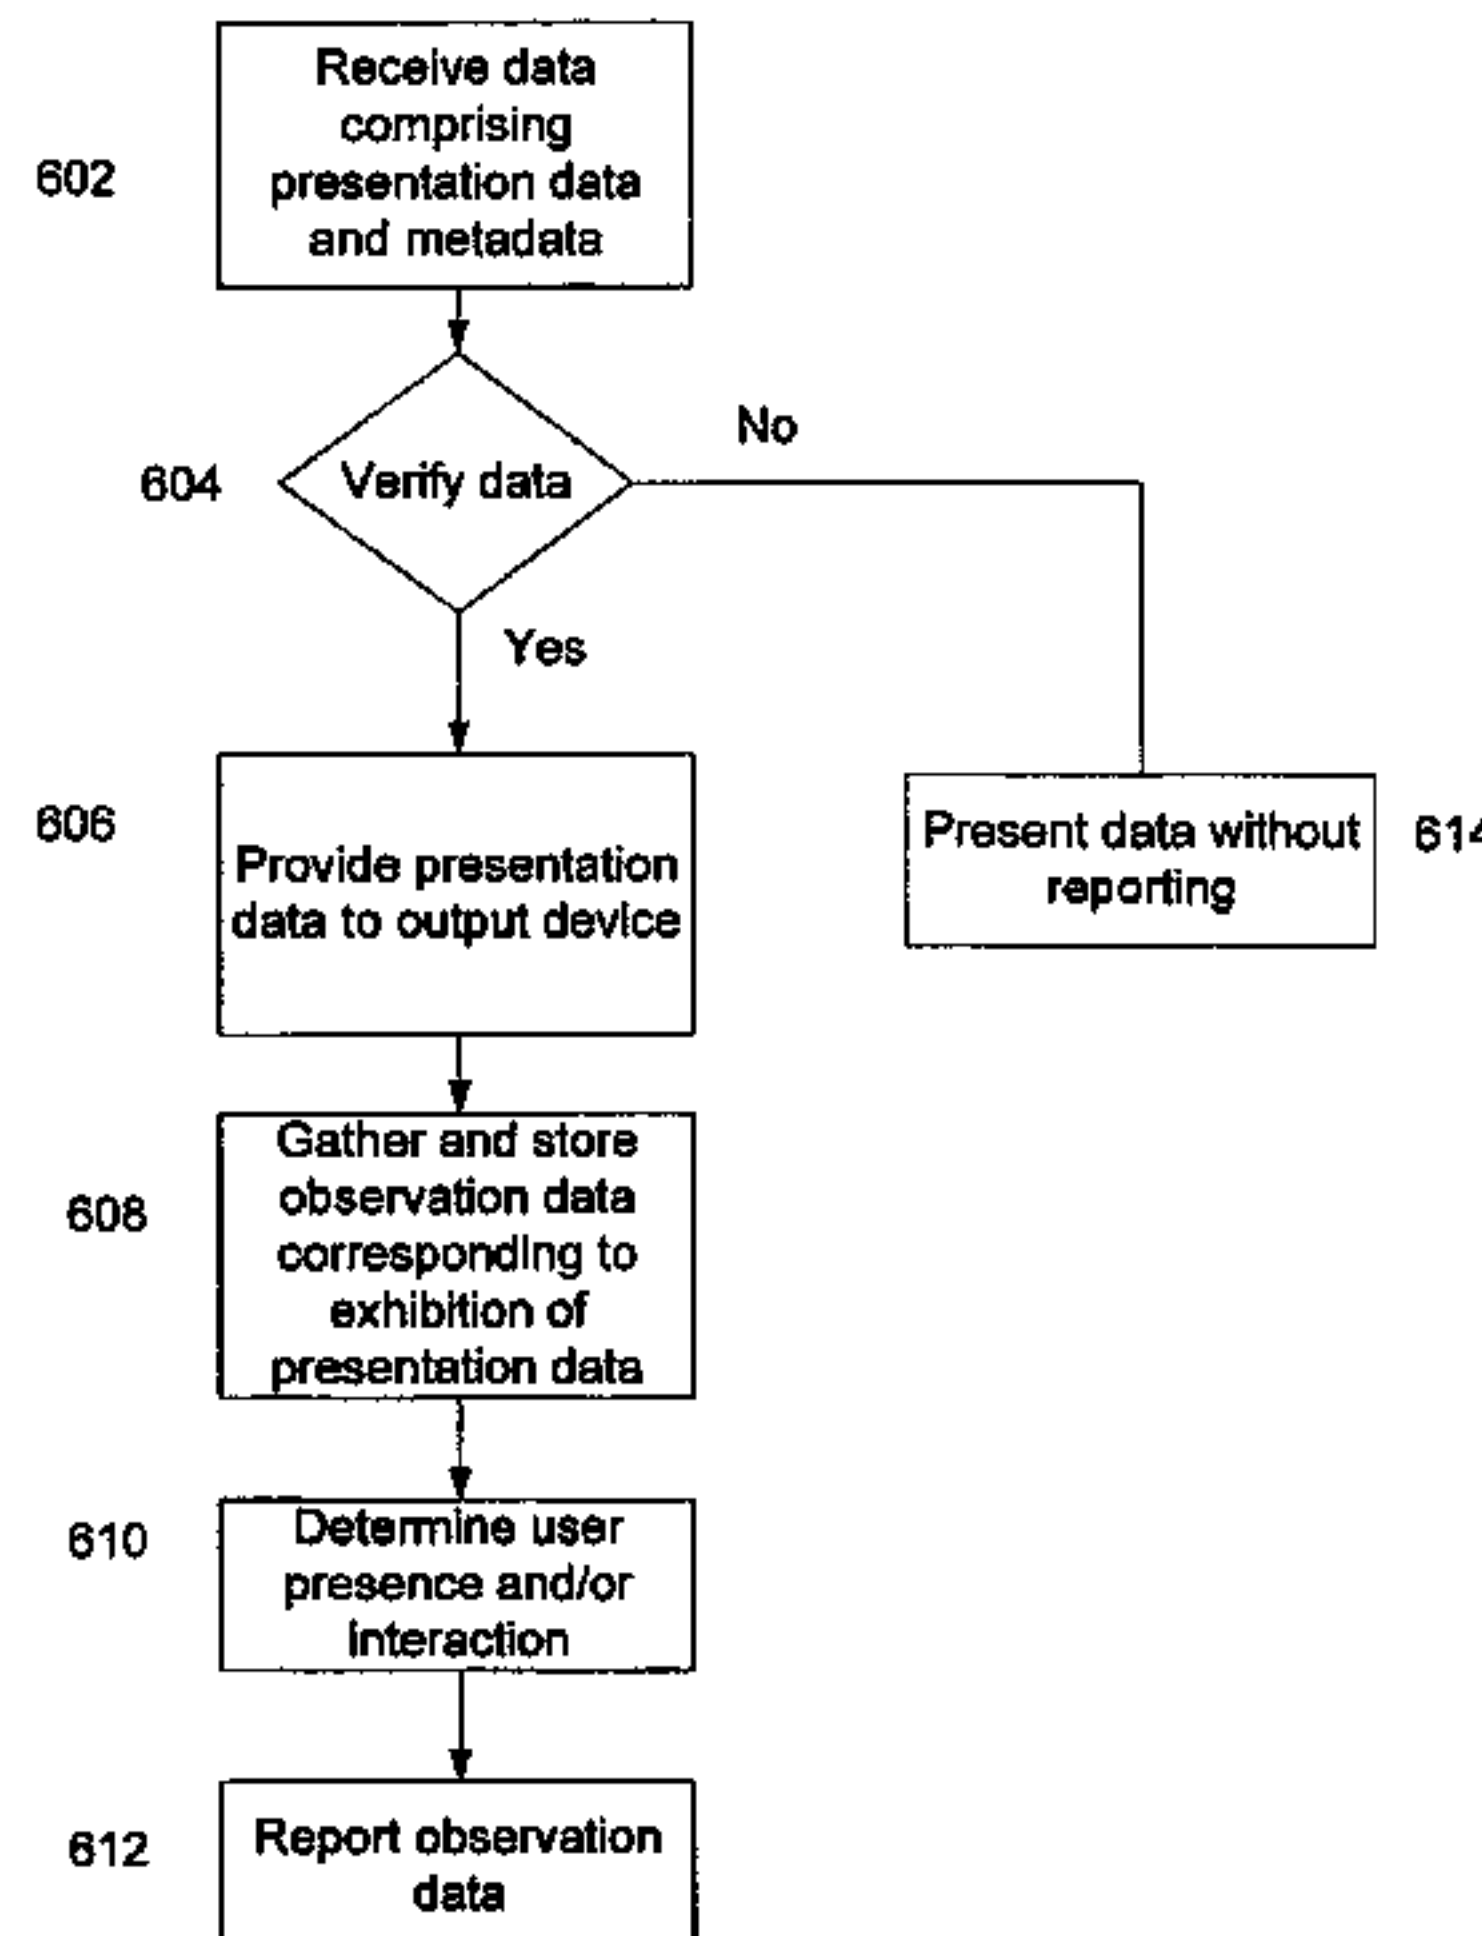 Receive data
comprising
presentation data
and metadata
602
604
Verify data
No
Yes
606
Provide presentation
data to output device
Present data without
reporting
614
Gather and store
observation data
corresponding to
exhibition of
presentation data
608
610
Determine user
presence and/or
interaction
612
Report observation
data